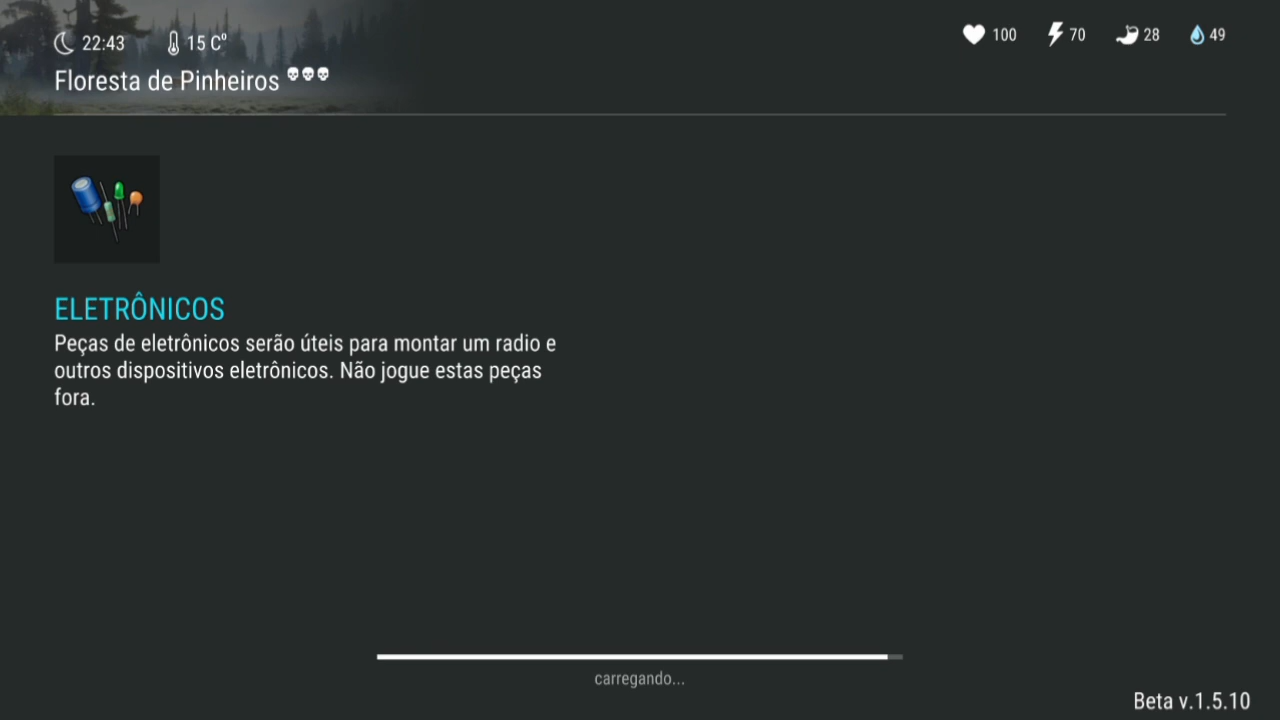 22:43 15 Cº
100 70 28 49
Floresta de Pinheiros
ELETRÔNICOS
Peças de eletrônicos serão úteis para montar um radio e
outros dispositivos eletrônicos. Não jogue estas peças
fora.
carregando...
Beta v.1.5.10